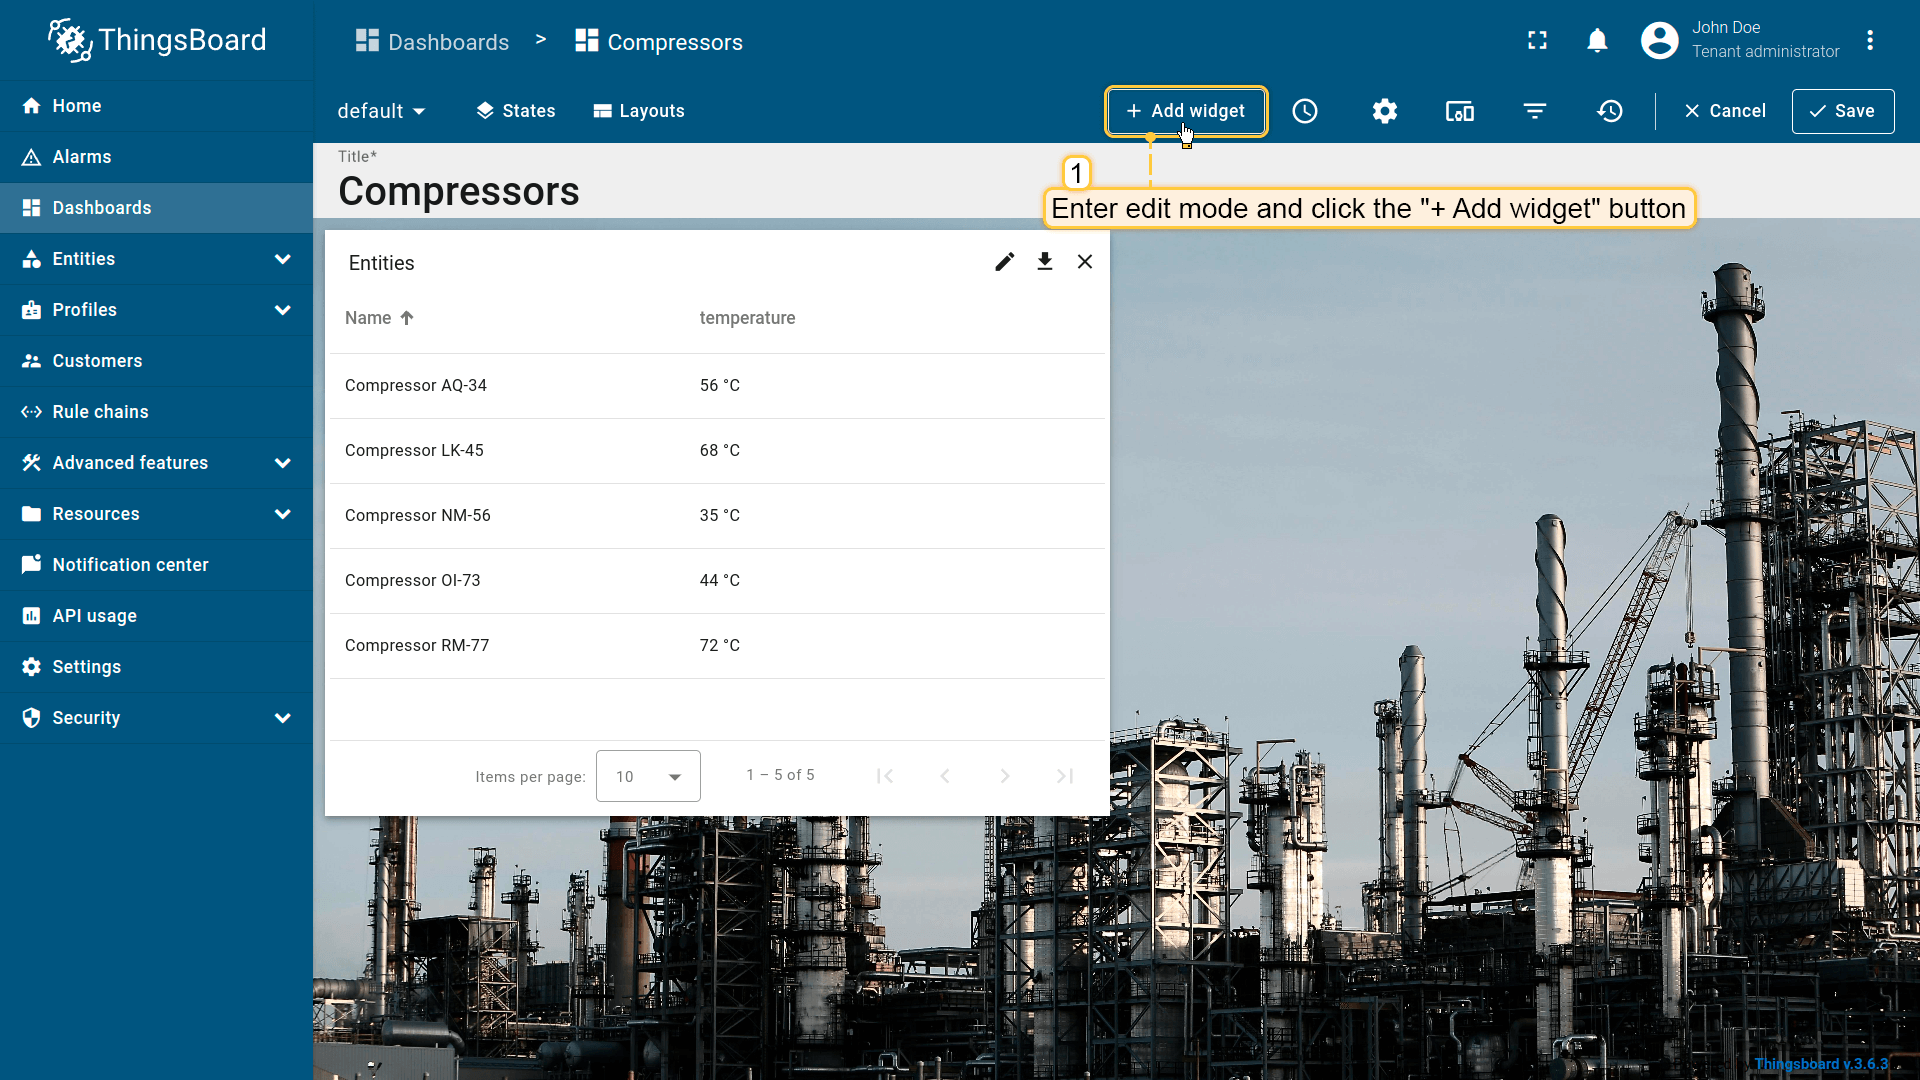 ThingsBoard
Dashboards > Compressors
John Doe
Tenant administrator
default
States
Layouts
+ Add widget
Cancel
Save
Home
Alarms
Dashboards
Entities
Profiles
Customers
Rule chains
Advanced features
Resources
Notification center
API usage
Settings
Security
Title*
Compressors
1
Enter edit mode and click the "+ Add widget" button
Entities
Name temperature
Compressor AQ-34 56 °C
Compressor LK-45 68 °C
Compressor NM-56 35 °C
Compressor OI-73 44 °C
Compressor RM-77 72 °C
Items per page: 10 1 – 5 of 5
Thingsboard v.3.6.3